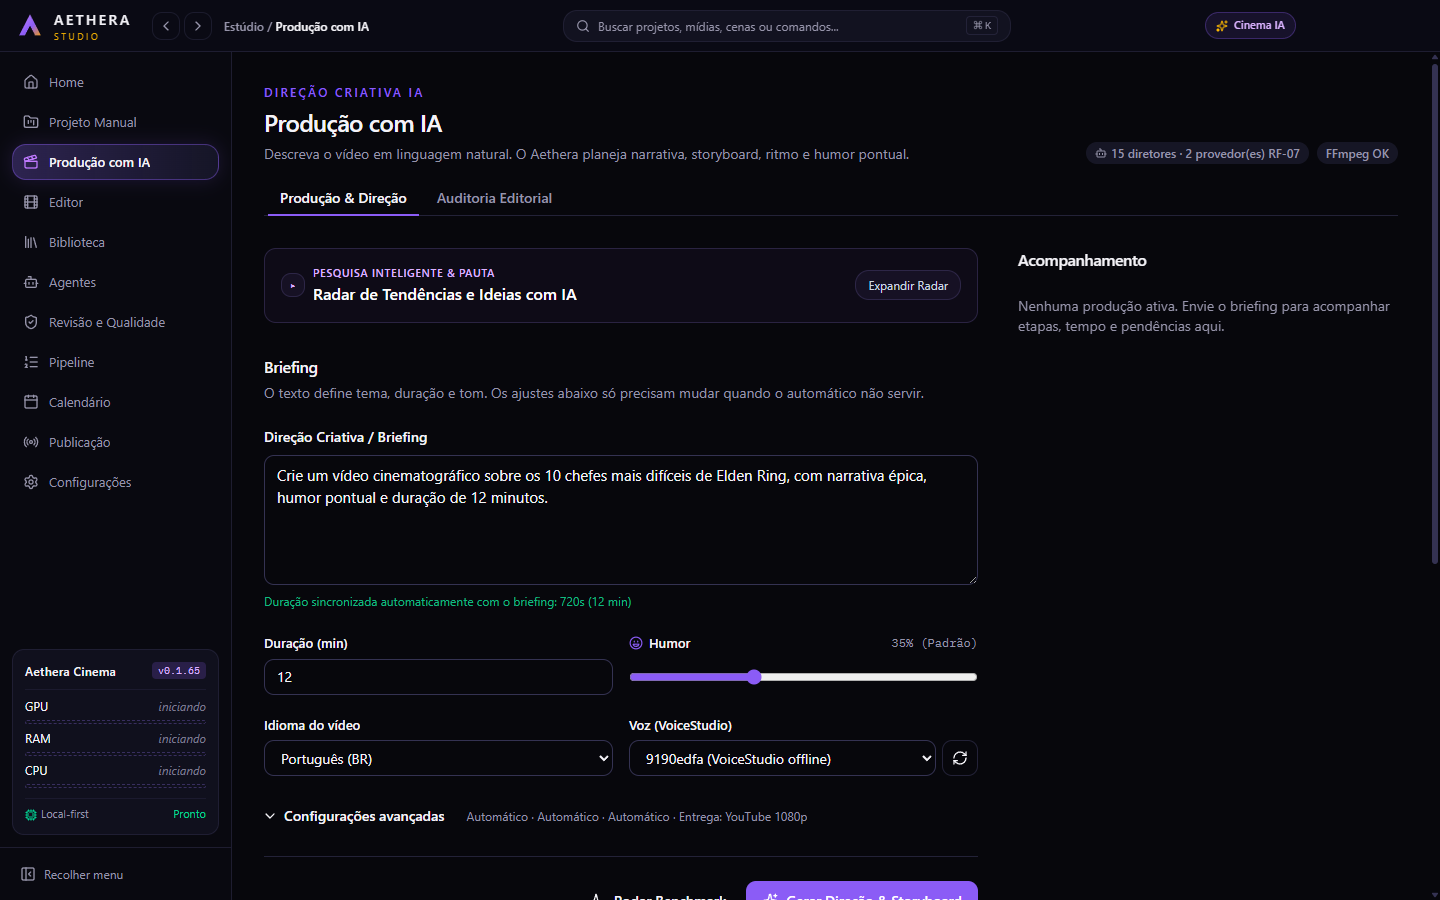 AETHERA
STUDIO
Estúdio / Produção com IA
Buscar projetos, mídias, cenas ou comandos...
⌘ K
Cinema IA
Home
Projeto Manual
Produção com IA
Editor
Biblioteca
Agentes
Revisão e Qualidade
Pipeline
Calendário
Publicação
Configurações
Aethera Cinema
v0.1.65
GPU iniciando
RAM iniciando
CPU iniciando
Local-first Pronto
Recolher menu
DIREÇÃO CRIATIVA IA
Produção com IA
Descreva o vídeo em linguagem natural. O Aethera planeja narrativa, storyboard, ritmo e humor pontual.
15 diretores · 2 provedor(es) RF-07
FFmpeg OK
Produção & Direção
Auditoria Editorial
PESQUISA INTELIGENTE & PAUTA
Radar de Tendências e Ideias com IA
Expandir Radar
Briefing
O texto define tema, duração e tom. Os ajustes abaixo só precisam mudar quando o automático não servir.
Direção Criativa / Briefing
Crie um vídeo cinematográfico sobre os 10 chefes mais difíceis de Elden Ring, com narrativa épica,
humor pontual e duração de 12 minutos.
Duração sincronizada automaticamente com o briefing: 720s (12 min)
Duração (min)
12
Humor
35% (Padrão)
Idioma do vídeo
Português (BR)
Voz (VoiceStudio)
9190edfa (VoiceStudio offline)
Configurações avançadas
Automático · Automático · Automático · Entrega: YouTube 1080p
Radar Benchmark
Gerar Direção & Storyboard
Acompanhamento
Nenhuma produção ativa. Envie o briefing para acompanhar
etapas, tempo e pendências aqui.